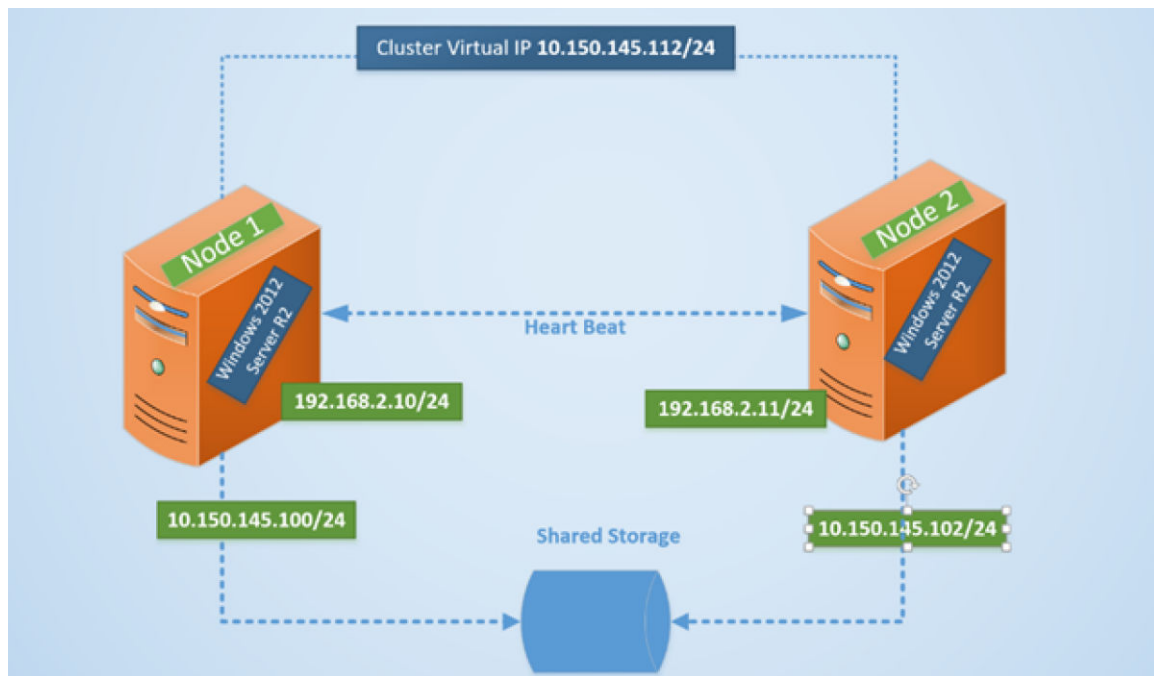 Cluster Virtual IP 10.150.145.112/24
Node 1
Node 2
Windows 2012
Server R2
Windows 2012
Server R2
Heart Beat
192.168.2.10/24
192.168.2.11/24
10.150.145.100/24
10.150.145.102/24
Shared Storage